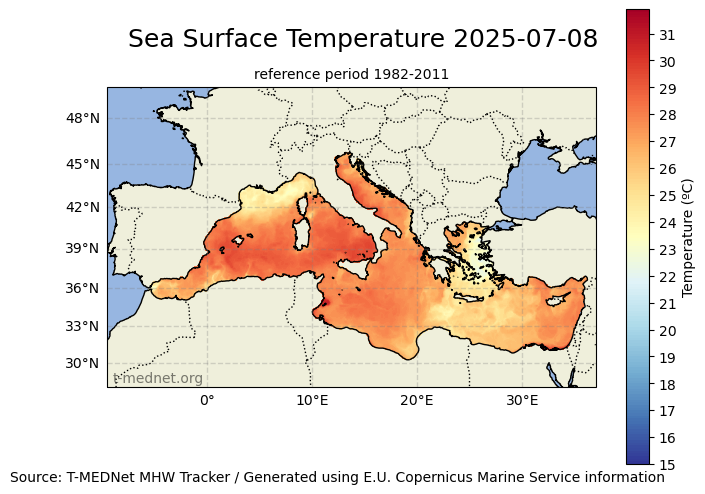 Sea Surface Temperature 2025-07-08
reference period 1982-2011
48°N
45°N
42°N
39°N
36°N
33°N
30°N
t-mednet.org
0°
10°E
20°E
30°E
31
30
29
28
27
26
25
24
23
22
21
20
19
18
17
16
15
Temperature (ºC)
Source: T-MEDNet MHW Tracker / Generated using E.U. Copernicus Marine Service information